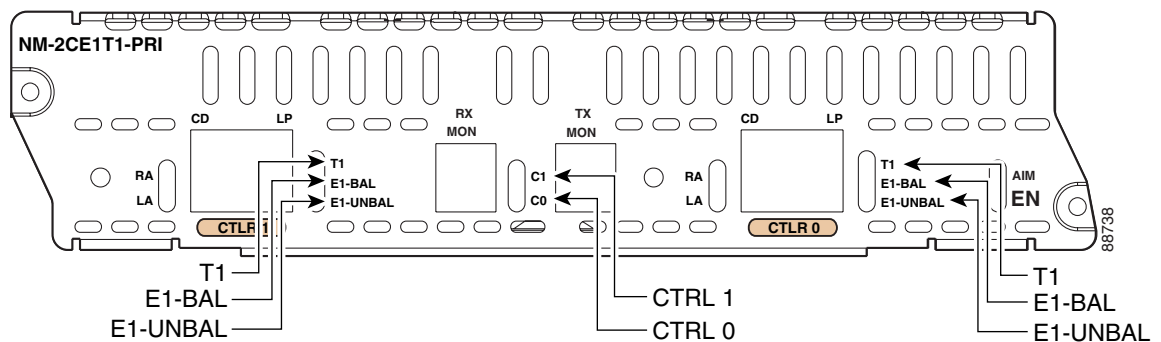 NM-2CE1T1-PRI
CD LP
RX
MON
TX
MON
CD LP
RA
LA
T1
E1-BAL
E1-UNBAL
C1
C0
RA
LA
T1
E1-BAL
E1-UNBAL
AIM
EN
CTLR 1
CTLR 0
88738
T1
E1-BAL
E1-UNBAL
CTRL 1
CTRL 0
T1
E1-BAL
E1-UNBAL